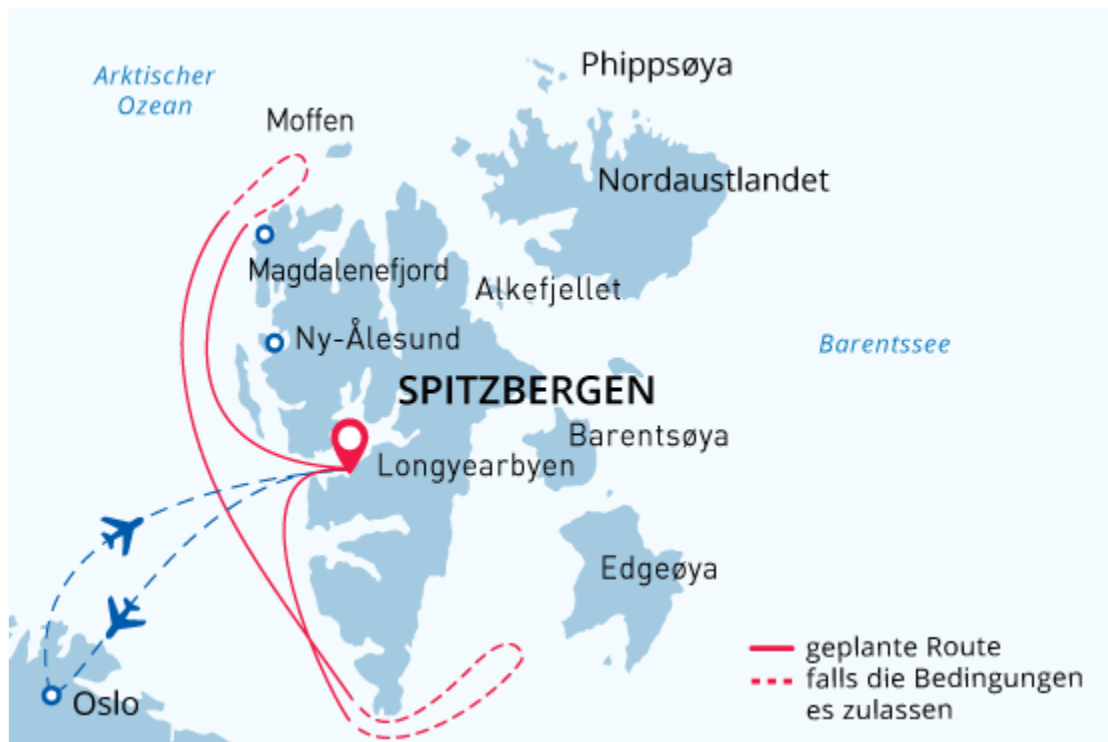 Phippsøya
Arktischer
Ozean
Moffen
Nordaustlandet
Magdalenefjord
Alkefjellet
Ny-Ålesund
Barentssee
SPITZBERGEN
Barentsøya
Longyearbyen
Edgeøya
geplante Route
falls die Bedingungen
es zulassen
Oslo